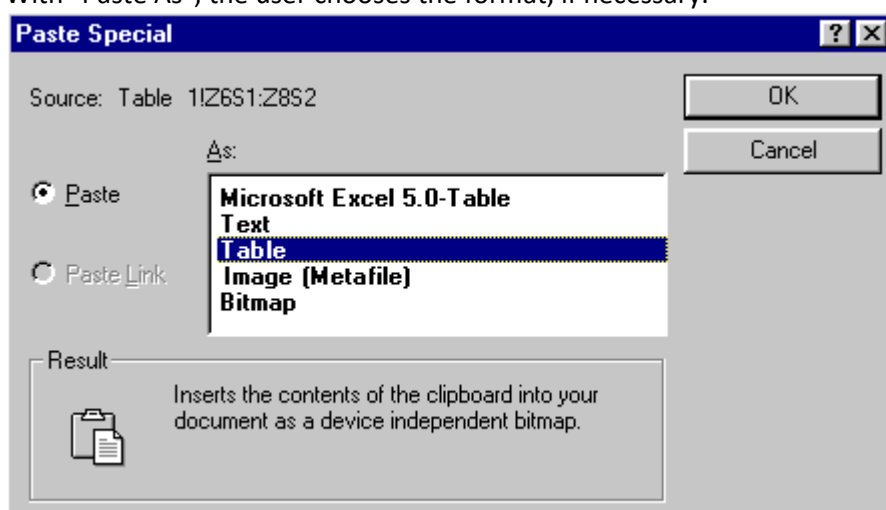 With "Paste As", the user chooses the format, if necessary.
Paste Special
Source: Table 1!Z6S1:Z8S2
OK
As:
Cancel
Paste
Microsoft Excel 5.0-Table
Text
Table
Paste Link
Image (Metafile)
Bitmap
Result
Inserts the contents of the clipboard into your
document as a device independent bitmap.